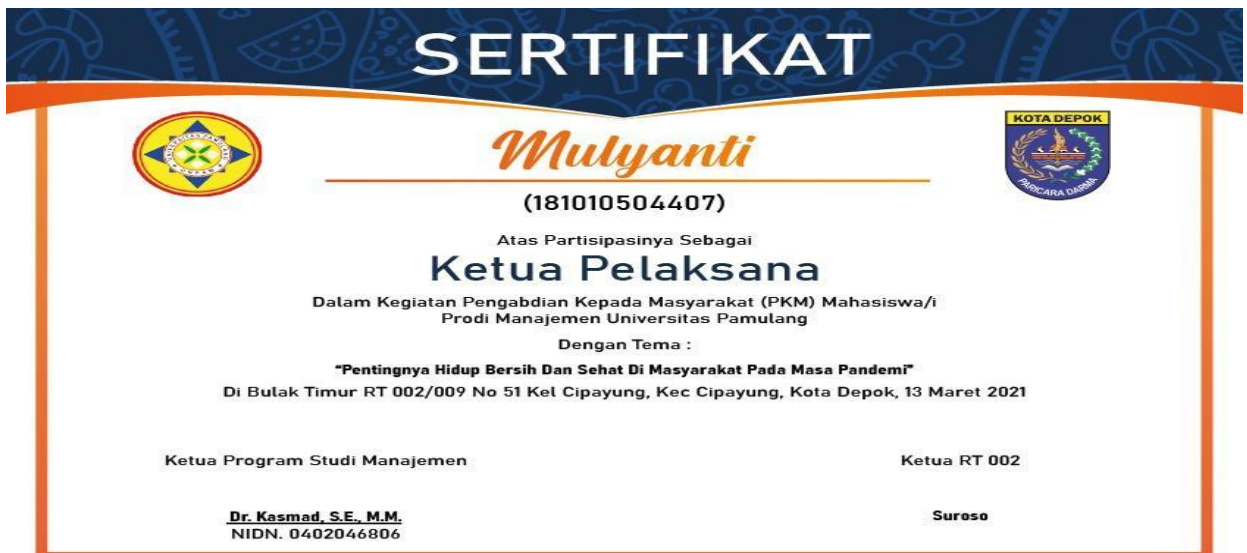 SERTIFIKAT
KOTA DEPOK
PARICARA DARMA
Mulyanti
(181010504407)
Atas Partisipasinya Sebagai
Ketua Pelaksana
Dalam Kegiatan Pengabdian Kepada Masyarakat (PKM) Mahasiswa/i
Prodi Manajemen Universitas Pamulang
Dengan Tema :
"Pentingnya Hidup Bersih Dan Sehat Di Masyarakat Pada Masa Pandemi"
Di Bulak Timur RT 002/009 No 51 Kel Cipayung, Kec Cipayung, Kota Depok, 13 Maret 2021
Ketua Program Studi Manajemen
Ketua RT 002
Dr. Kasmad, S.E., M.M.
Suroso
NIDN. 0402046806